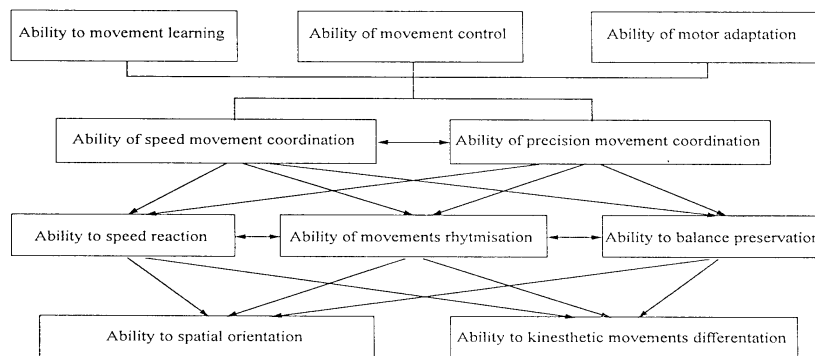 Ability to movement learning
Ability of movement control
Ability of motor adaptation
Ability of speed movement coordination
Ability of precision movement coordination
Ability to speed reaction
Ability of movements rhytmisation
Ability to balance preservation
Ability to spatial orientation
Ability to kinesthetic movements differentation